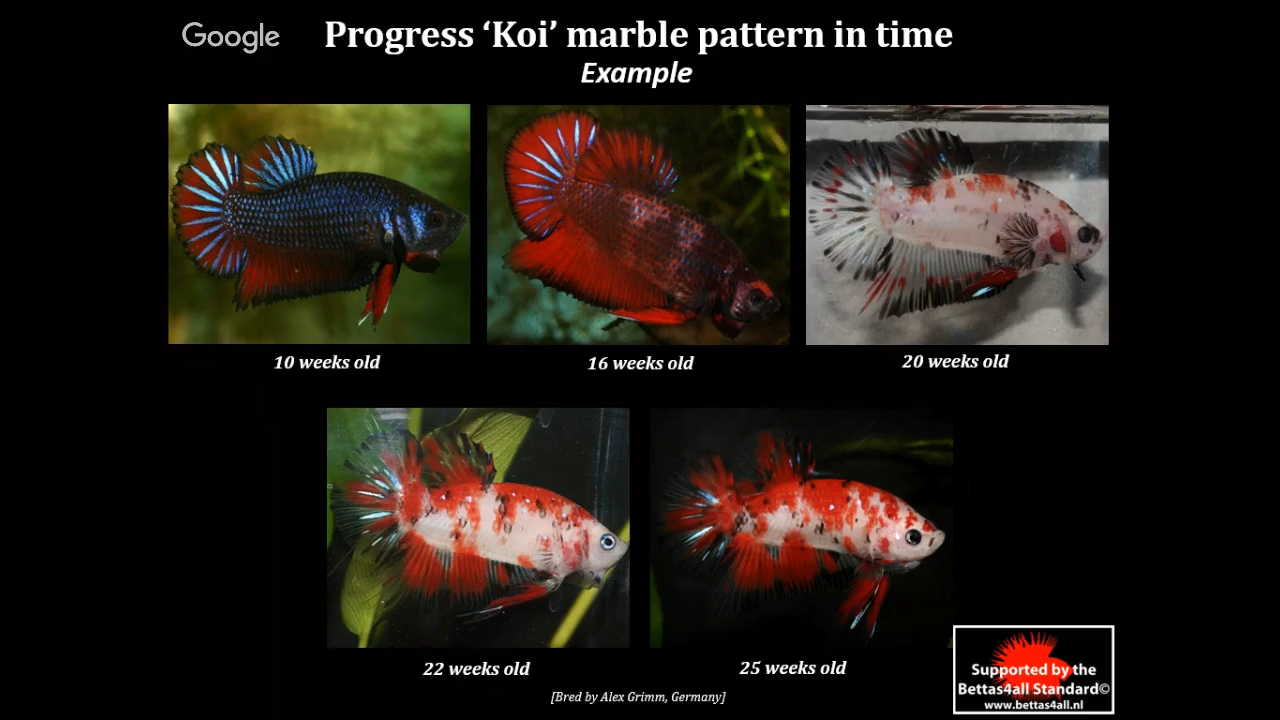 Google
Progress ‘Koi’ marble pattern in time
Example
10 weeks old
16 weeks old
20 weeks old
22 weeks old
25 weeks old
[Bred by Alex Grimm, Germany]
Supported by the
Bettas4all Standard©
www.bettas4all.nl